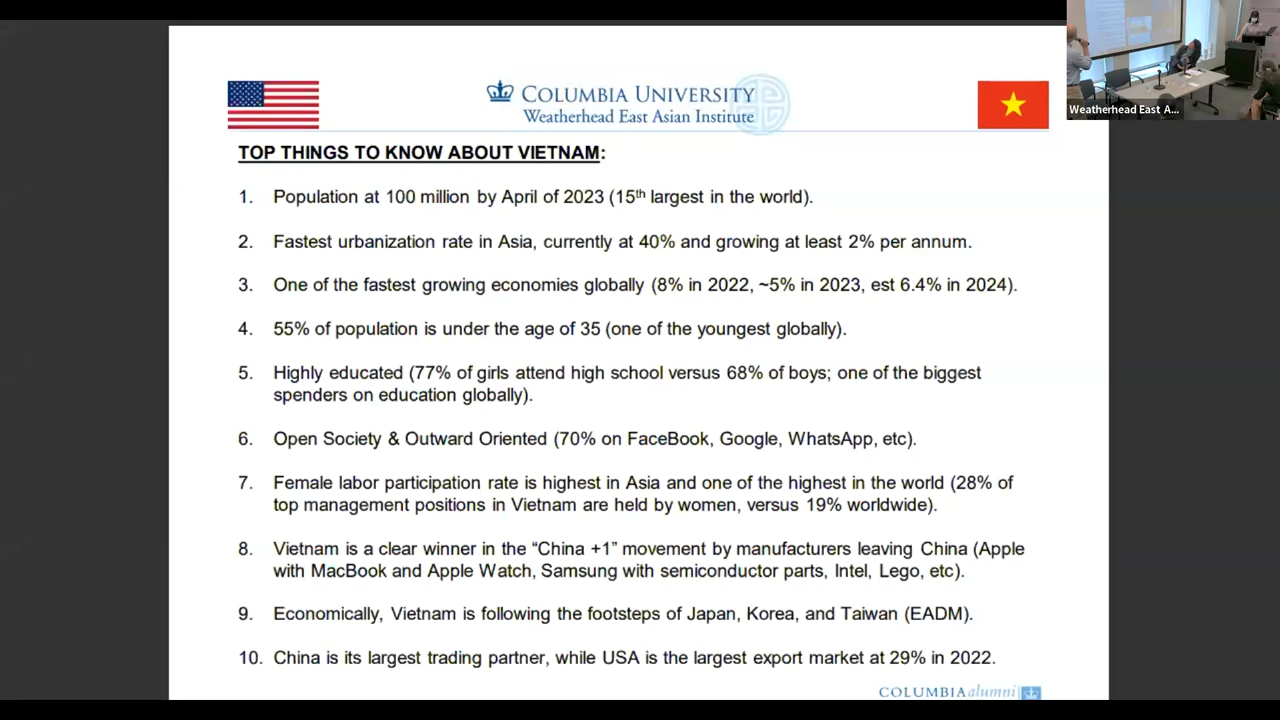 COLUMBIA UNIVERSITY
Weatherhead East Asian Institute
Weatherhead East A...
TOP THINGS TO KNOW ABOUT VIETNAM:
1. Population at 100 million by April of 2023 (15th largest in the world).
2. Fastest urbanization rate in Asia, currently at 40% and growing at least 2% per annum.
3. One of the fastest growing economies globally (8% in 2022, ~5% in 2023, est 6.4% in 2024).
4. 55% of population is under the age of 35 (one of the youngest globally).
5. Highly educated (77% of girls attend high school versus 68% of boys; one of the biggest
spenders on education globally).
6. Open Society & Outward Oriented (70% on FaceBook, Google, WhatsApp, etc).
7. Female labor participation rate is highest in Asia and one of the highest in the world (28% of
top management positions in Vietnam are held by women, versus 19% worldwide).
8. Vietnam is a clear winner in the “China +1” movement by manufacturers leaving China (Apple
with MacBook and Apple Watch, Samsung with semiconductor parts, Intel, Lego, etc).
9. Economically, Vietnam is following the footsteps of Japan, Korea, and Taiwan (EADM).
10. China is its largest trading partner, while USA is the largest export market at 29% in 2022.
COLUMBIA alumni